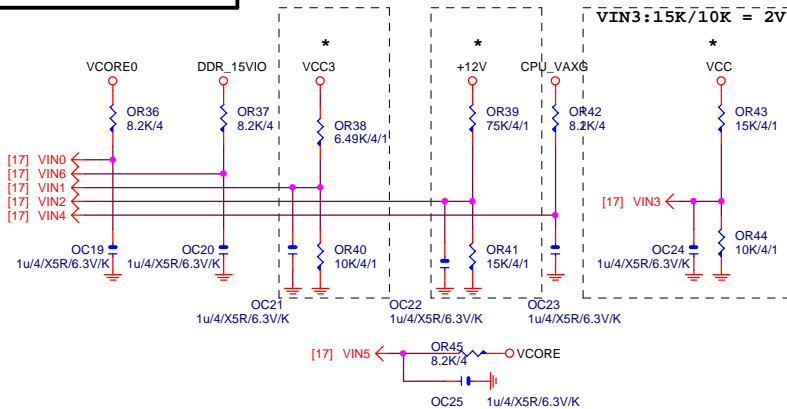 VIN3:15K/10K = 2V
* * *
VCORE0 DDR_15VIO VCC3 +12V CPU_VAXG VCC
OR36 OR37 OR38 OR39 OR42 OR43
8.2K/4 8.2K/4 6.49K/4/1 75K/4/1 8.2K/4 15K/4/1
[17] VIN0
[17] VIN6
[17] VIN1
[17] VIN2
[17] VIN4
[17] VIN3
OC19 OC20 OR40 OR41 OC24 OR44
1u/4/X5R/6.3V/K 1u/4/X5R/6.3V/K 10K/4/1 15K/4/1 1u/4/X5R/6.3V/K 10K/4/1
OC21 OC22 OC23
1u/4/X5R/6.3V/K 1u/4/X5R/6.3V/K 1u/4/X5R/6.3V/K
[17] VIN5 OR45 VCORE
8.2K/4
OC25 1u/4/X5R/6.3V/K